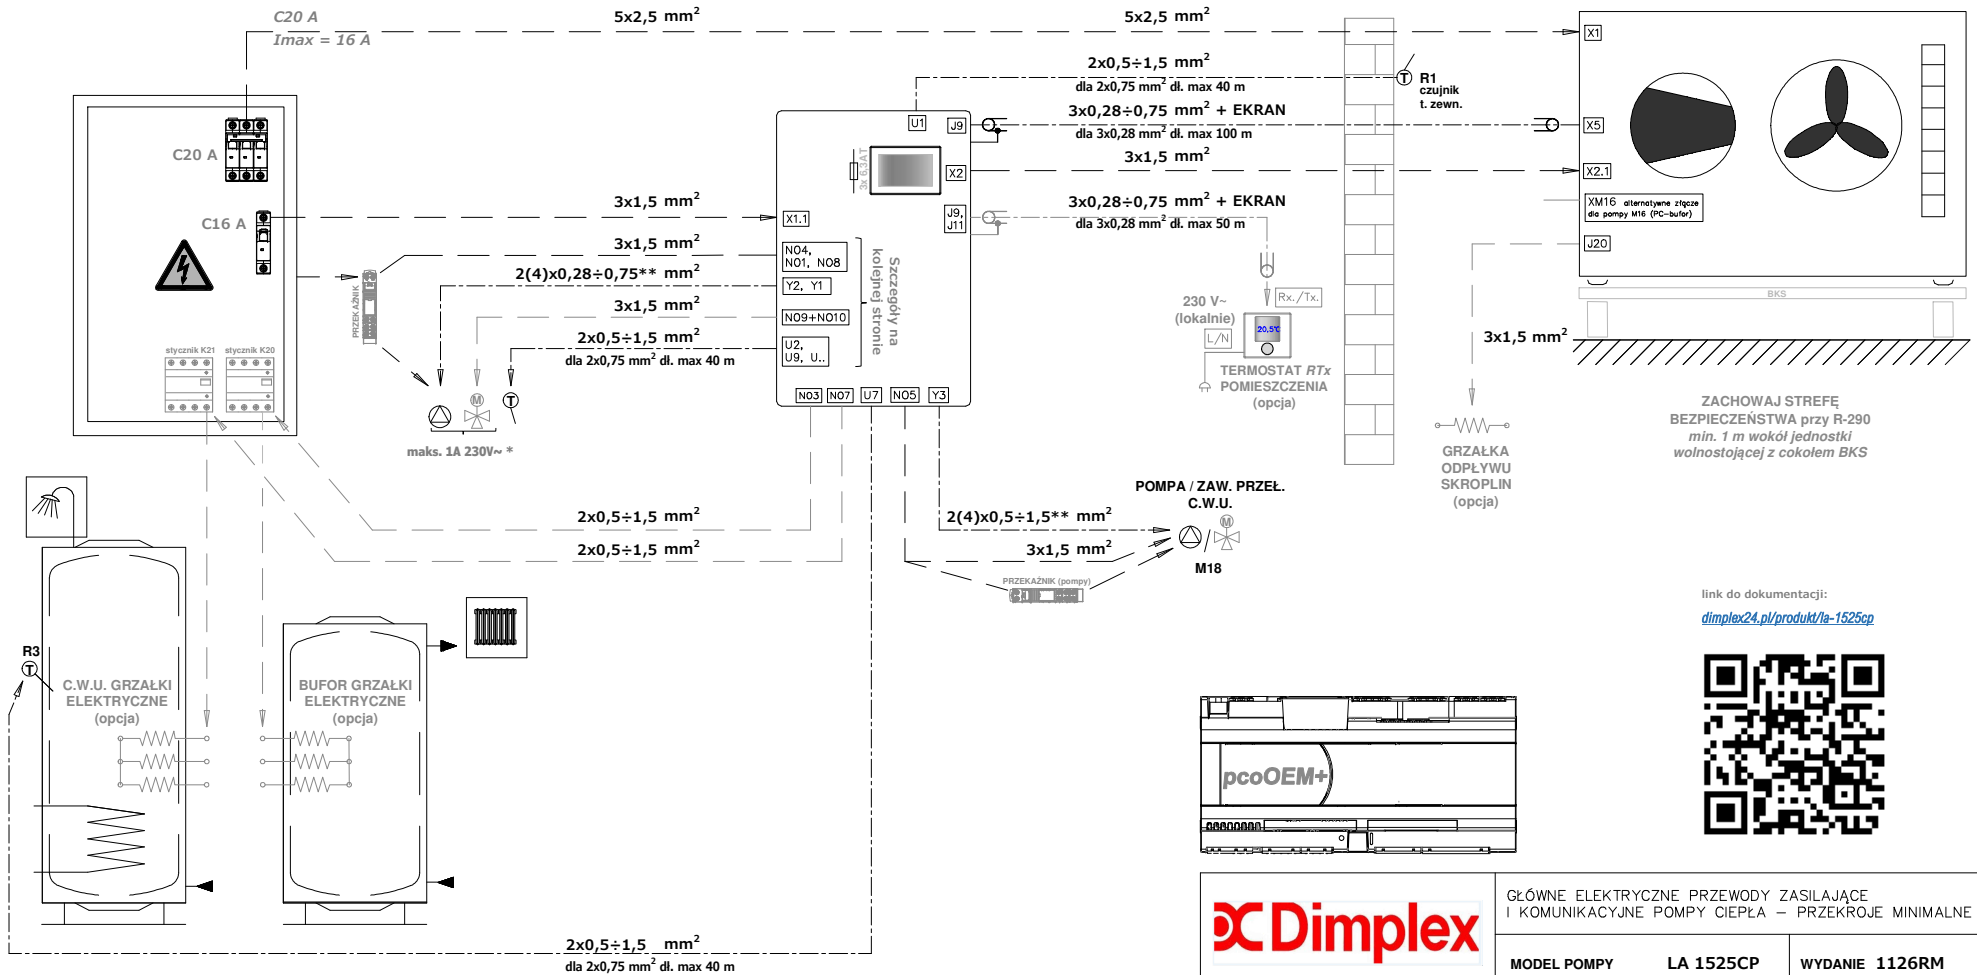 C20 A
Imax = 16 A
5x2,5 mm²
5x2,5 mm²
X1
2x0,5÷1,5 mm²
dla 2x0,75 mm² dł. max 40 m
T
R1
czujnik
t. zewn.
C20 A
C16 A
U1
J9
3x0,28÷0,75 mm² + EKRAN
dla 3x0,28 mm² dł. max 100 m
X5
3x 6,3AT
X2
3x1,5 mm²
X2.1
3x1,5 mm²
X1.1
J9,
J11
3x0,28÷0,75 mm² + EKRAN
dla 3x0,28 mm² dł. max 50 m
XM16 alternatywne złącze
dla pompy M16 (PC-bufor)
J20
3x1,5 mm²
NO4,
NO1, NO8
PRZEKAŹNIK
2(4)x0,28÷0,75** mm²
Y2, Y1
3x1,5 mm²
NO9+NO10
2x0,5÷1,5 mm²
dla 2x0,75 mm² dł. max 40 m
U2,
U9, U..
Szczegóły na
kolejnej stronie
Rx./Tx.
230 V~
(lokalnie)
L/N
20,5°C
TERMOSTAT RTx
POMIESZCZENIA
(opcja)
BKS
3x1,5 mm²
stycznik K21
stycznik K20
NO3
NO7
U7
NO5
Y3
M
T
maks. 1A 230V~ *
GRZAŁKA
ODPŁYWU
SKROPLIN
(opcja)
ZACHOWAJ STREFĘ
BEZPIECZEŃSTWA przy R-290
min. 1 m wokół jednostki
wolnostojącej z cokołem BKS
2x0,5÷1,5 mm²
2x0,5÷1,5 mm²
POMPA / ZAW. PRZEŁ.
C.W.U.
2(4)x0,5÷1,5** mm²
3x1,5 mm²
M
M18
PRZEKAŹNIK (pompy)
link do dokumentacji:
dimplex24.pl/produkt/la-1525cp
R3
T
C.W.U. GRZAŁKI
ELEKTRYCZNE
(opcja)
BUFOR GRZAŁKI
ELEKTRYCZNE
(opcja)
pcoOEM+
2x0,5÷1,5 mm²
dla 2x0,75 mm² dł. max 40 m
Dimplex
GŁÓWNE ELEKTRYCZNE PRZEWODY ZASILAJĄCE
I KOMUNIKACYJNE POMPY CIEPŁA – PRZEKROJE MINIMALNE
MODEL POMPY LA 1525CP
WYDANIE 1126RM